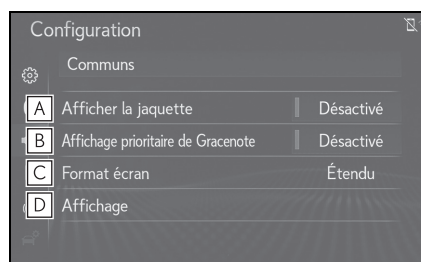 Configuration
Communs
A Afficher la jaquette Désactivé
B Affichage prioritaire de Gracenote Désactivé
C Format écran Étendu
D Affichage